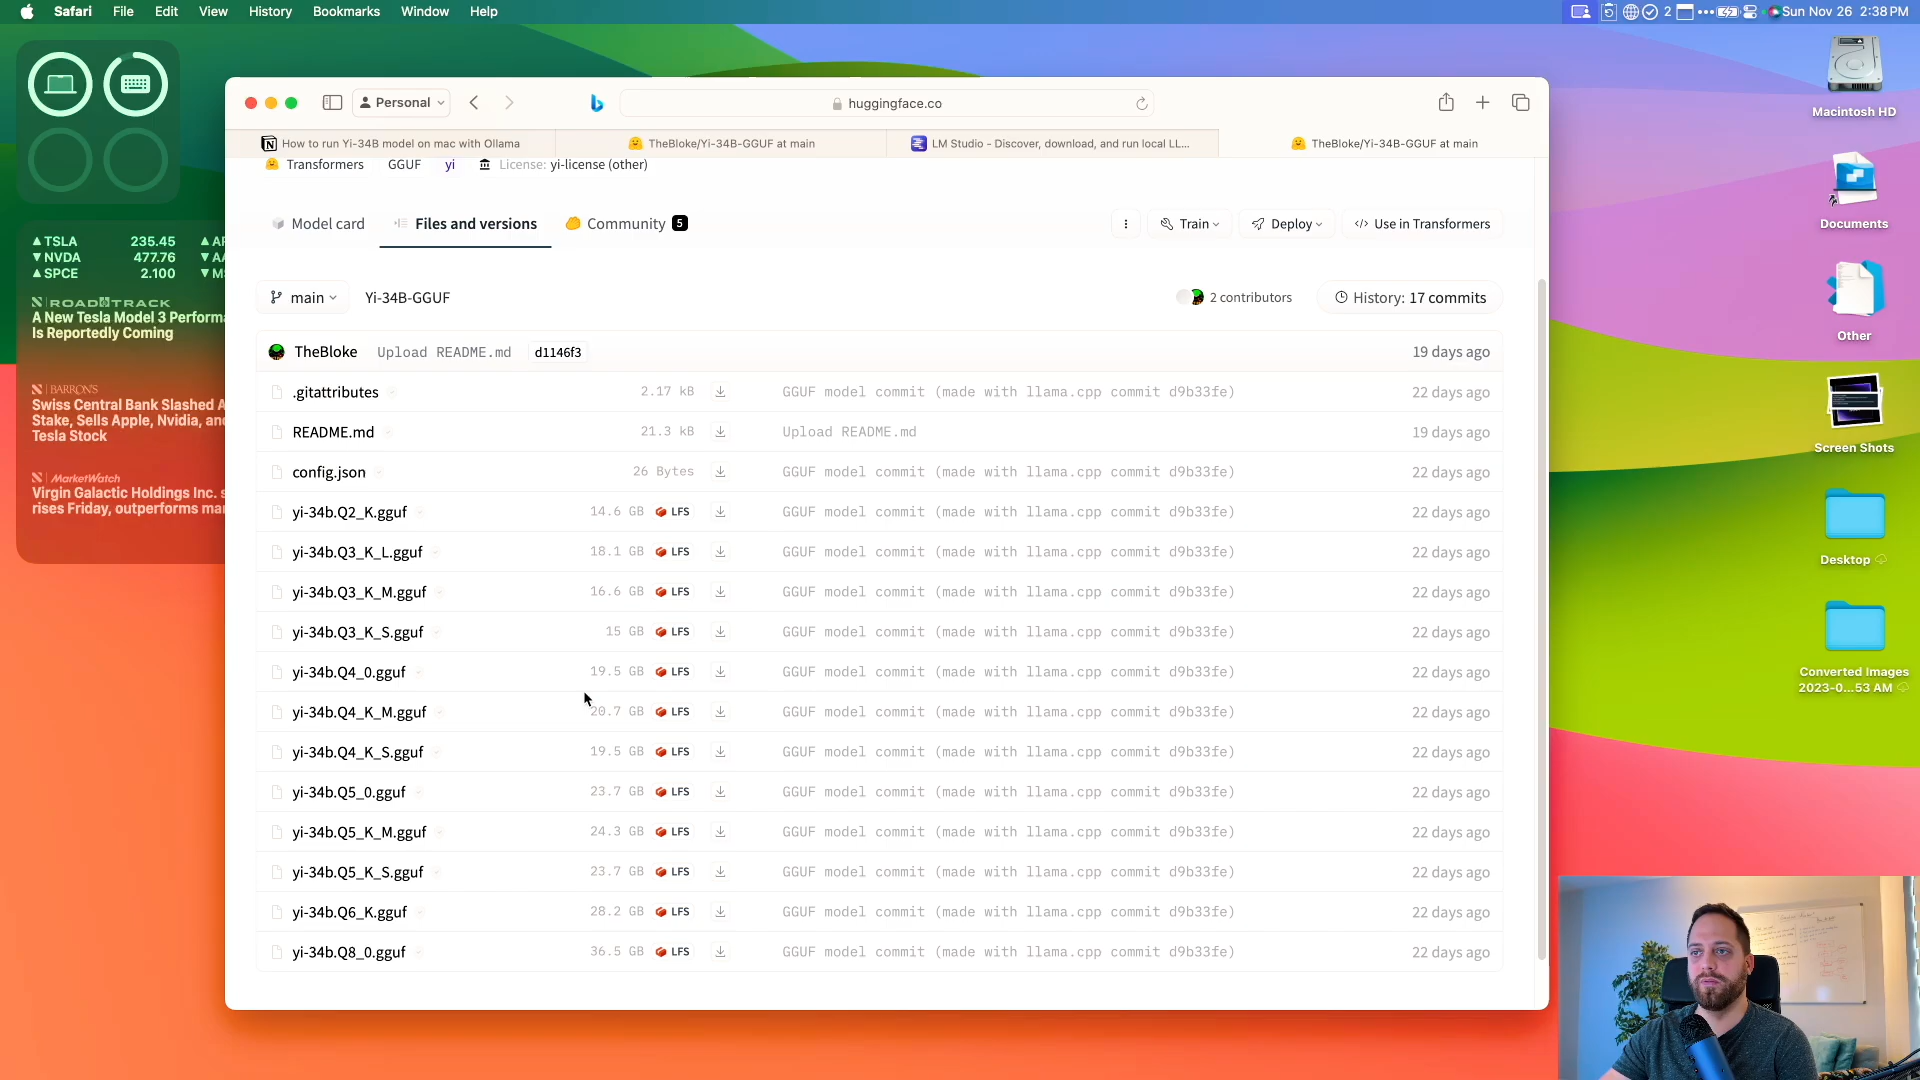 Safari File Edit View History Bookmarks Window Help
2 Sun Nov 26 2:38 PM
Personal
huggingface.co
How to run Yi-34B model on mac with Ollama
TheBloke/Yi-34B-GGUF at main
LM Studio - Discover, download, and run local LL...
TheBloke/Yi-34B-GGUF at main
Transformers GGUF yi License: yi-license (other)
Model card Files and versions Community 5
Train Deploy </> Use in Transformers
main Yi-34B-GGUF
2 contributors History: 17 commits
TheBloke Upload README.md d1146f3 19 days ago
.gitattributes 2.17 kB GGUF model commit (made with llama.cpp commit d9b33fe) 22 days ago
README.md 21.3 kB Upload README.md 19 days ago
config.json 26 Bytes GGUF model commit (made with llama.cpp commit d9b33fe) 22 days ago
yi-34b.Q2_K.gguf 14.6 GB LFS GGUF model commit (made with llama.cpp commit d9b33fe) 22 days ago
yi-34b.Q3_K_L.gguf 18.1 GB LFS GGUF model commit (made with llama.cpp commit d9b33fe) 22 days ago
yi-34b.Q3_K_M.gguf 16.6 GB LFS GGUF model commit (made with llama.cpp commit d9b33fe) 22 days ago
yi-34b.Q3_K_S.gguf 15 GB LFS GGUF model commit (made with llama.cpp commit d9b33fe) 22 days ago
yi-34b.Q4_0.gguf 19.5 GB LFS GGUF model commit (made with llama.cpp commit d9b33fe) 22 days ago
yi-34b.Q4_K_M.gguf 20.7 GB LFS GGUF model commit (made with llama.cpp commit d9b33fe) 22 days ago
yi-34b.Q4_K_S.gguf 19.5 GB LFS GGUF model commit (made with llama.cpp commit d9b33fe) 22 days ago
yi-34b.Q5_0.gguf 23.7 GB LFS GGUF model commit (made with llama.cpp commit d9b33fe) 22 days ago
yi-34b.Q5_K_M.gguf 24.3 GB LFS GGUF model commit (made with llama.cpp commit d9b33fe) 22 days ago
yi-34b.Q5_K_S.gguf 23.7 GB LFS GGUF model commit (made with llama.cpp commit d9b33fe) 22 days ago
yi-34b.Q6_K.gguf 28.2 GB LFS GGUF model commit (made with llama.cpp commit d9b33fe) 22 days ago
yi-34b.Q8_0.gguf 36.5 GB LFS GGUF model commit (made with llama.cpp commit d9b33fe) 22 days ago
TSLA 235.45
NVDA 477.76
SPCE 2.100
ROAD & TRACK
A New Tesla Model 3 Performa
Is Reportedly Coming
BARRON'S
Swiss Central Bank Slashed A
Stake, Sells Apple, Nvidia, and
Tesla Stock
MarketWatch
Virgin Galactic Holdings Inc. s
rises Friday, outperforms mar
Macintosh HD
Documents
Other
Screen Shots
Desktop
Converted Images
2023-0...53 AM